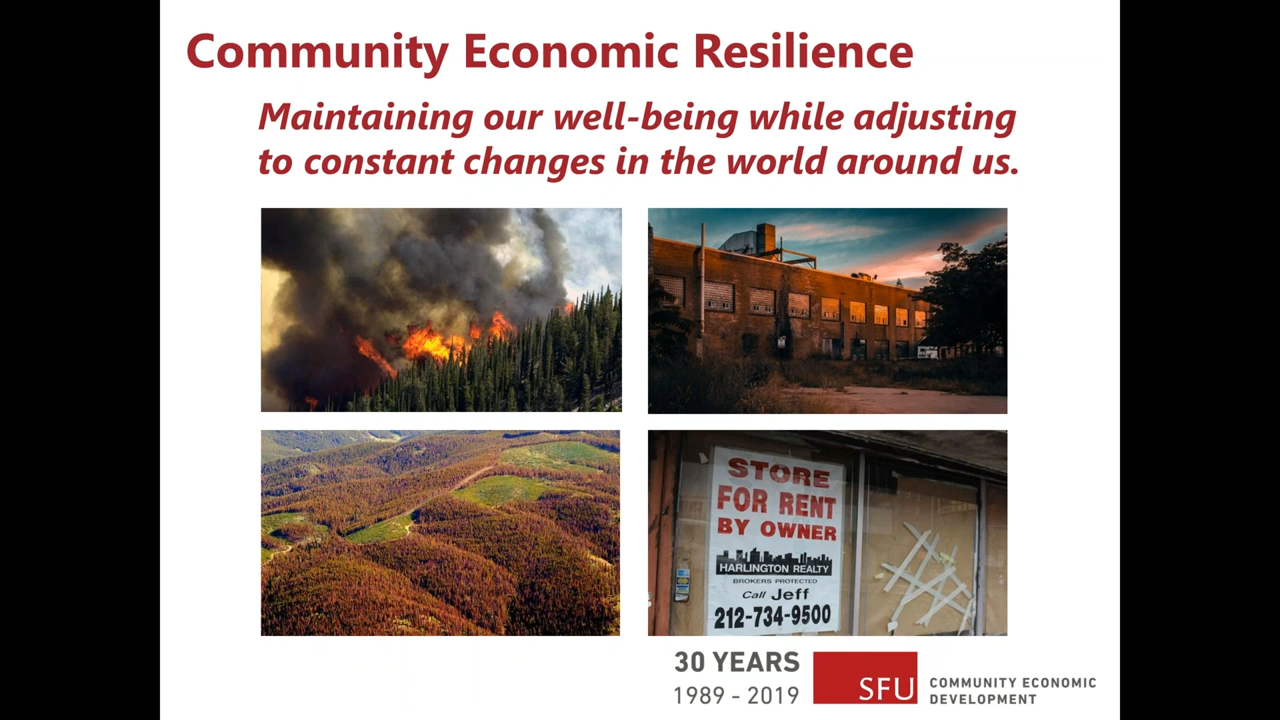 Community Economic Resilience
Maintaining our well-being while adjusting
to constant changes in the world around us.
STORE
FOR RENT
BY OWNER
HARLINGTON REALTY
BROKERS PROTECTED
Call Jeff
212-734-9500
30 YEARS
1989 - 2019
SFU
COMMUNITY ECONOMIC
DEVELOPMENT